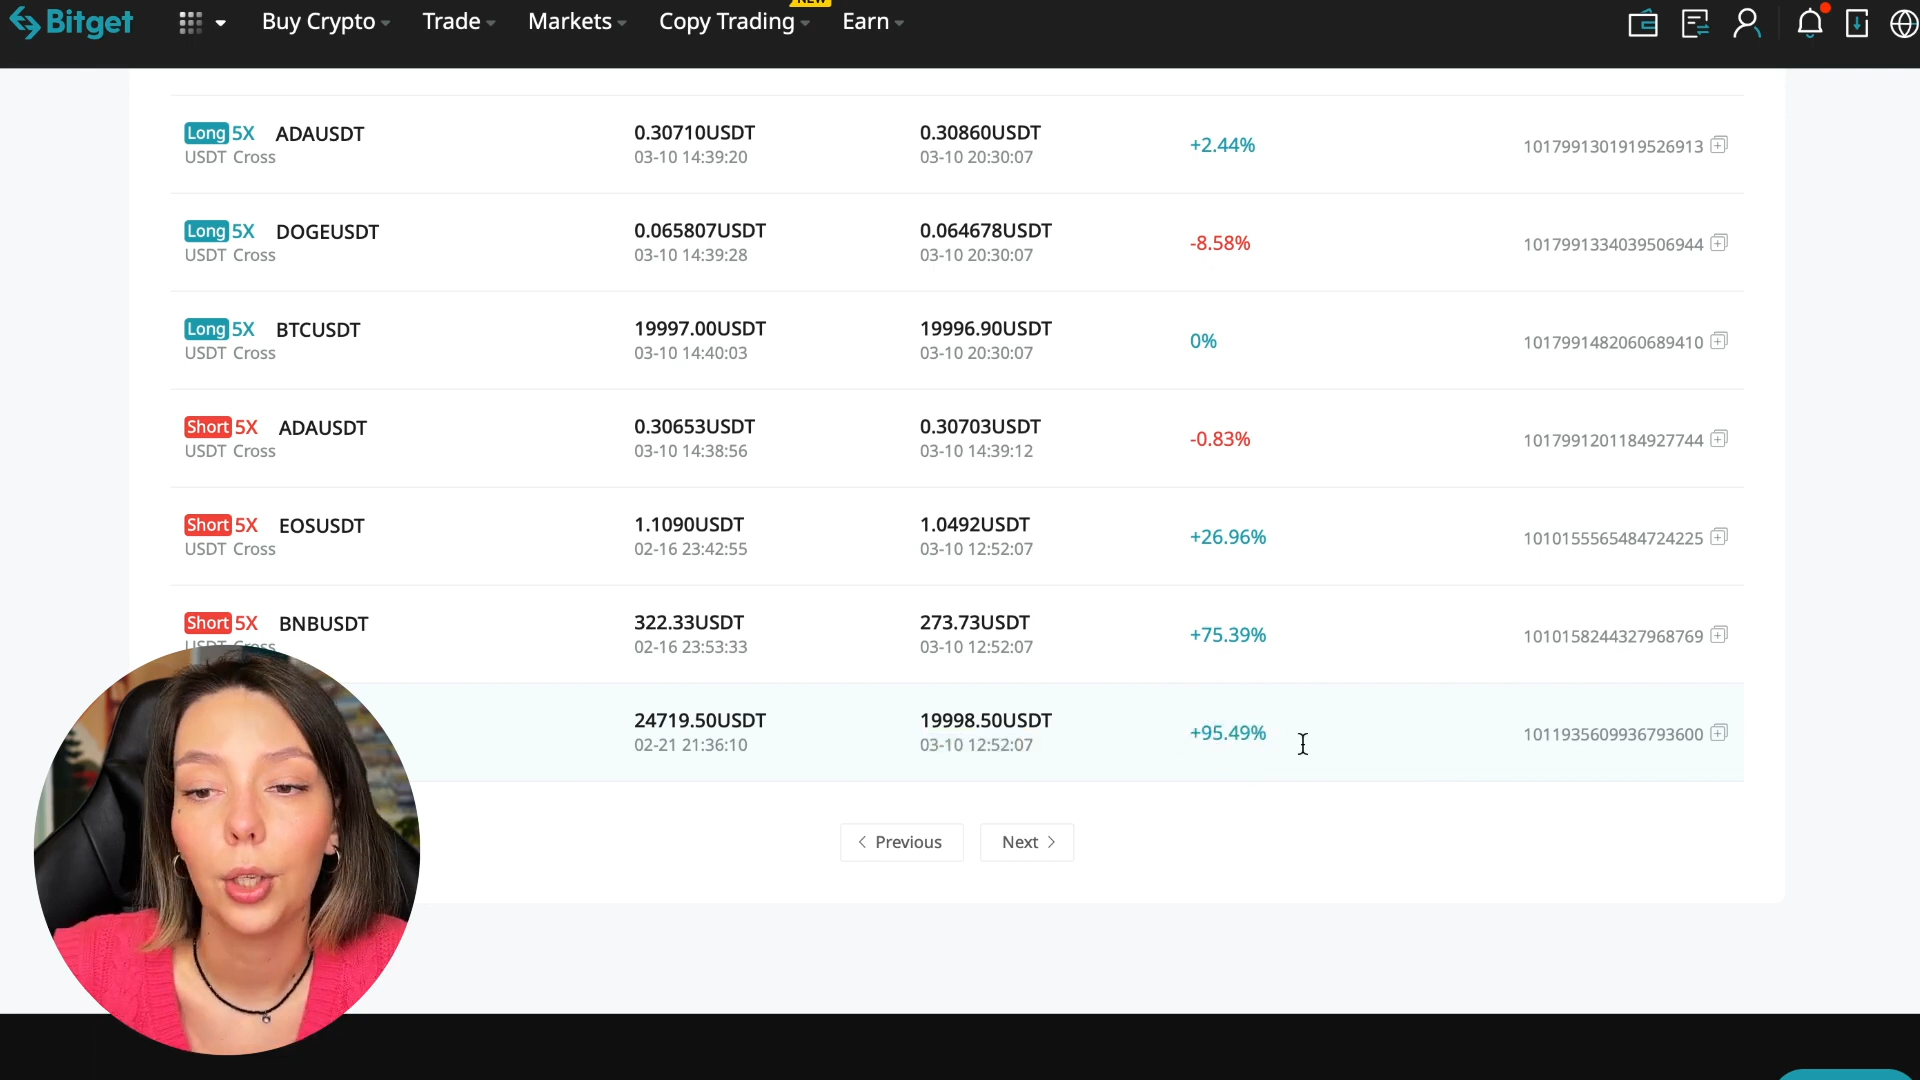 Bitget
Buy Crypto
Trade
Markets
Copy Trading
NEW
Earn
Long 5X ADAUSDT 0.30710USDT 0.30860USDT +2.44% 1017991301919526913
USDT Cross 03-10 14:39:20 03-10 20:30:07
Long 5X DOGEUSDT 0.065807USDT 0.064678USDT -8.58% 1017991334039506944
USDT Cross 03-10 14:39:28 03-10 20:30:07
Long 5X BTCUSDT 19997.00USDT 19996.90USDT 0% 1017991482060689410
USDT Cross 03-10 14:40:03 03-10 20:30:07
Short 5X ADAUSDT 0.30653USDT 0.30703USDT -0.83% 1017991201184927744
USDT Cross 03-10 14:38:56 03-10 14:39:12
Short 5X EOSUSDT 1.1090USDT 1.0492USDT +26.96% 1010155565484724225
USDT Cross 02-16 23:42:55 03-10 12:52:07
Short 5X BNBUSDT 322.33USDT 273.73USDT +75.39% 1010158244327968769
USDT Cross 02-16 23:53:33 03-10 12:52:07
24719.50USDT 19998.50USDT +95.49% 1011935609936793600
02-21 21:36:10 03-10 12:52:07
Previous
Next